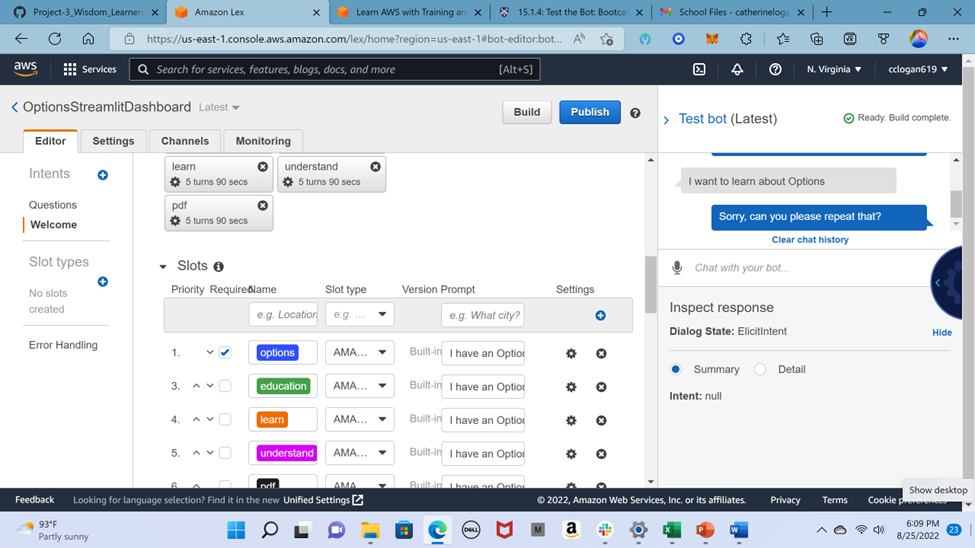 Project-3_Wisdom_Learners
Amazon Lex
Learn AWS with Training an
15.1.4: Test the Bot: Bootcam
School Files - catherineloga
https://us-east-1.console.aws.amazon.com/lex/home?region=us-east-1#bot-editor:bot...
aws
Services
Search for services, features, blogs, docs, and more
[Alt+S]
N. Virginia
cclogan619
OptionsStreamlitDashboard
Latest
Build
Publish
Test bot (Latest)
Ready. Build complete.
Editor
Settings
Channels
Monitoring
Intents
Questions
Welcome
Slot types
No slots
created
Error Handling
learn
5 turns 90 secs
understand
5 turns 90 secs
pdf
5 turns 90 secs
Slots
Priority Required Name Slot type Version Prompt Settings
e.g. Location e.g. ... e.g. What city?
1. options AMA... Built-in I have an Option
3. education AMA... Built-in I have an Option
4. learn AMA... Built-in I have an Option
5. understand AMA... Built-in I have an Option
6. pdf AMA... Built-in I have an Option
I want to learn about Options
Sorry, can you please repeat that?
Clear chat history
Chat with your bot...
Inspect response
Dialog State: ElicitIntent
Hide
Summary
Detail
Intent: null
Show desktop
Feedback
Looking for language selection? Find it in the new Unified Settings
© 2022, Amazon Web Services, Inc. or its affiliates.
Privacy
Terms
Cookie preferences
93°F
Partly sunny
DELL
M
a
6:09 PM
8/25/2022
23